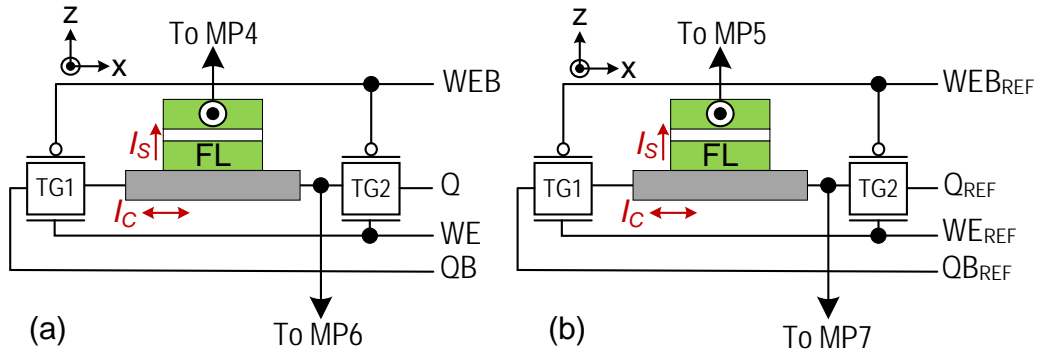 z
x
To MP4
WEB
I_S
FL
TG1
TG2
Q
I_C
WE
QB
(a)
To MP6
z
x
To MP5
WEB_REF
I_S
FL
TG1
TG2
Q_REF
I_C
WE_REF
QB_REF
(b)
To MP7